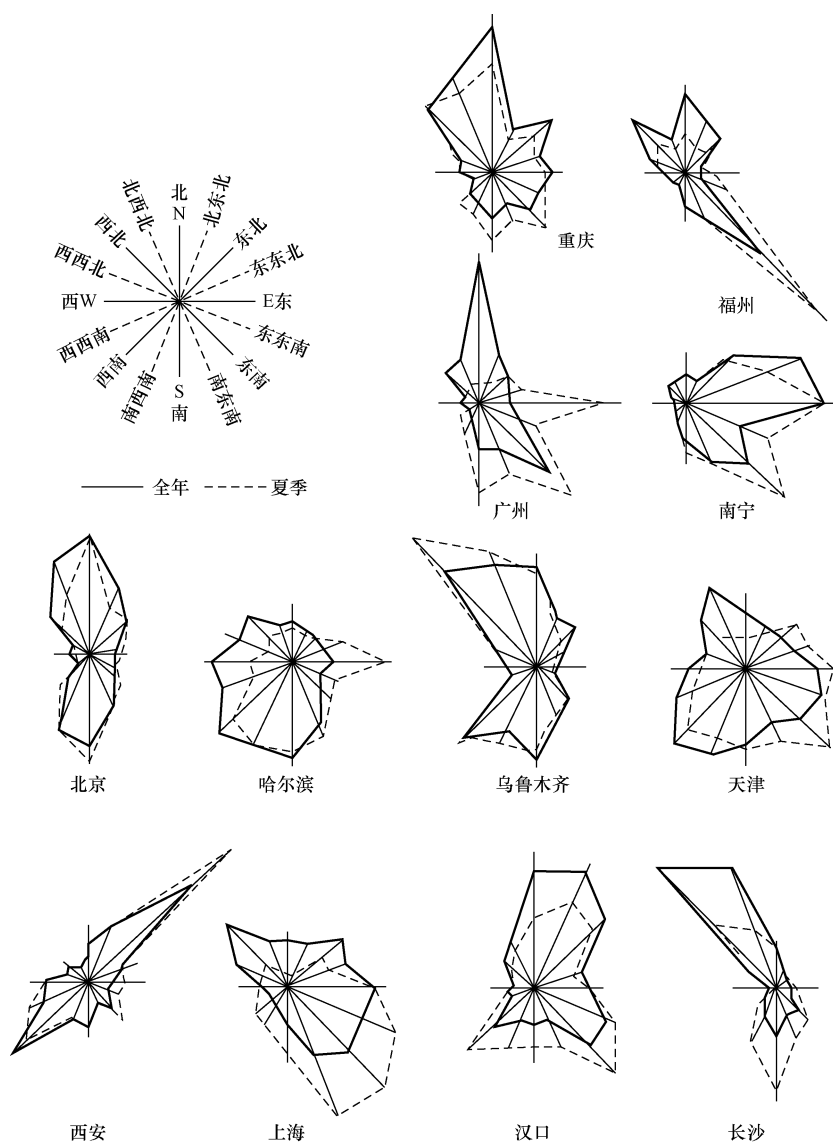 北
N
北东北
东北
东东北
E东
东东南
东南
南东南
S
南
南西南
西南
西西南
西W
西西北
西北
北西北
全年
夏季
重庆
福州
广州
南宁
北京
哈尔滨
乌鲁木齐
天津
西安
上海
汉口
长沙